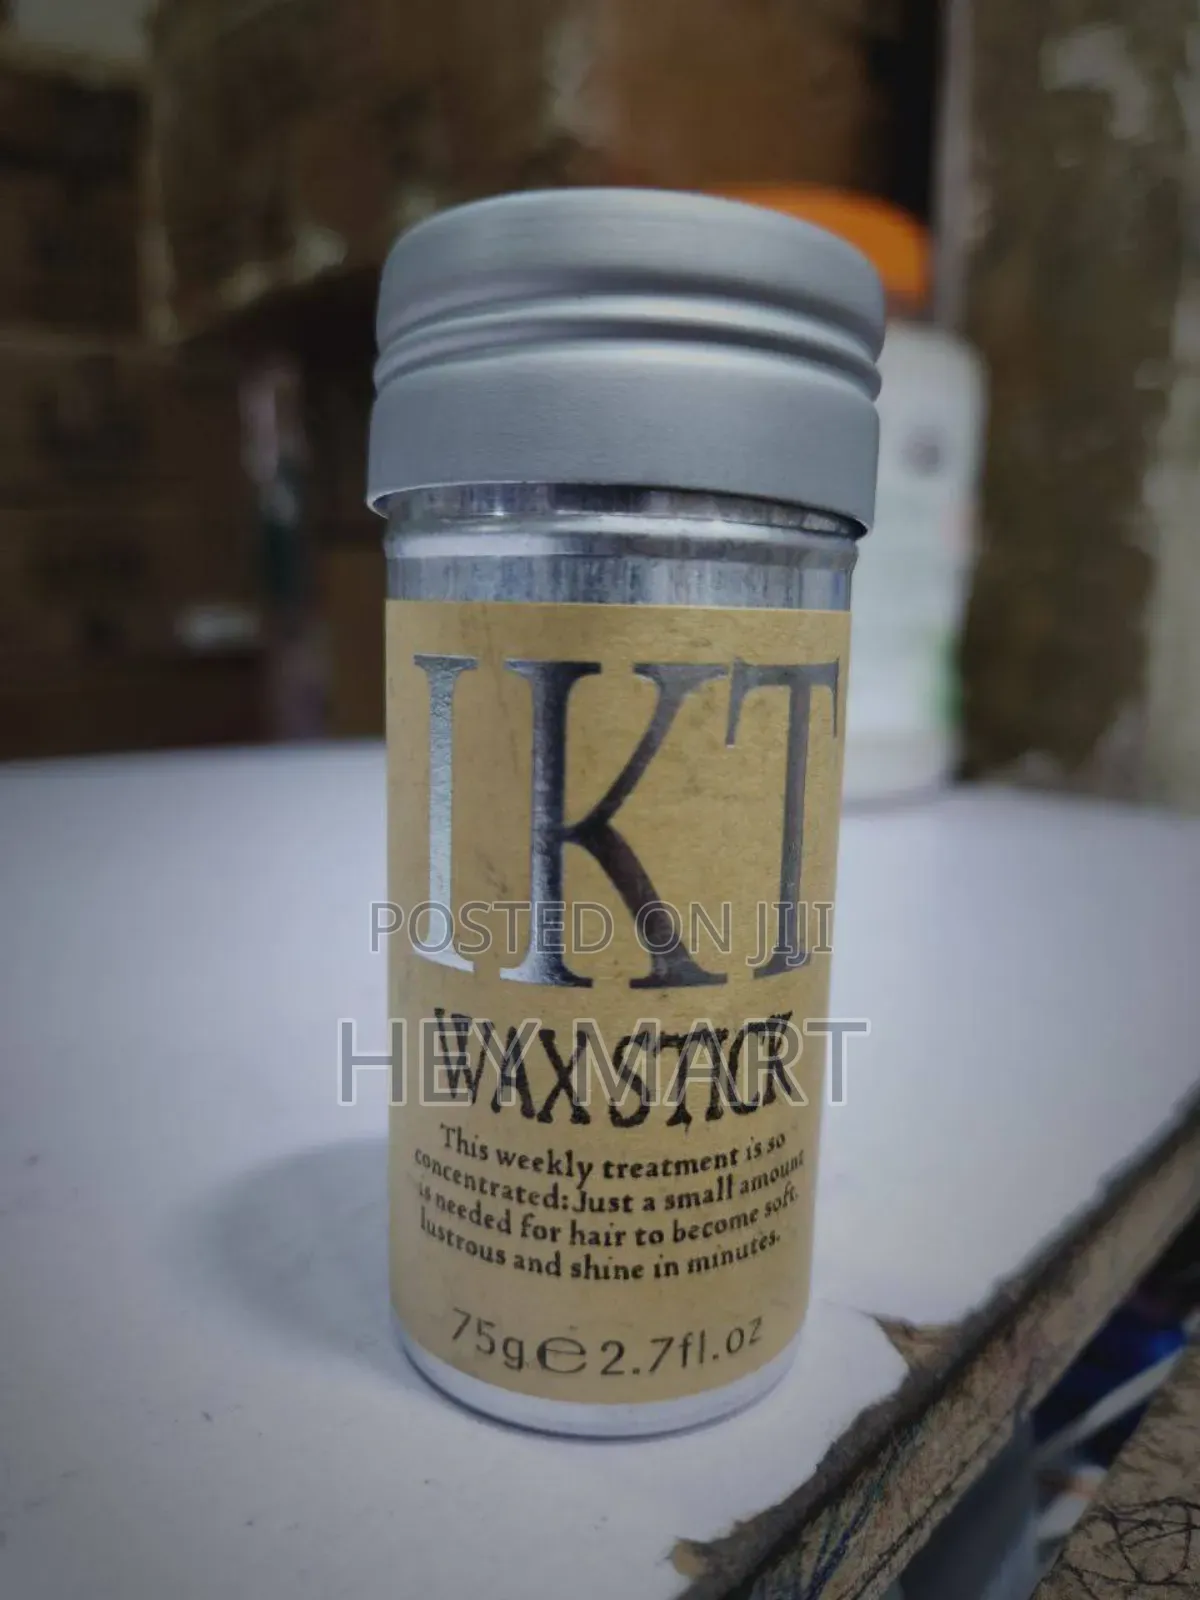 IKT
POSTED ON JIJI
HEY MART
WAX STICK
This weekly treatment is so
concentrated: Just a small amount
is needed for hair to become soft.
lustrous and shine in minutes.
75g ℮ 2.7fl.oz